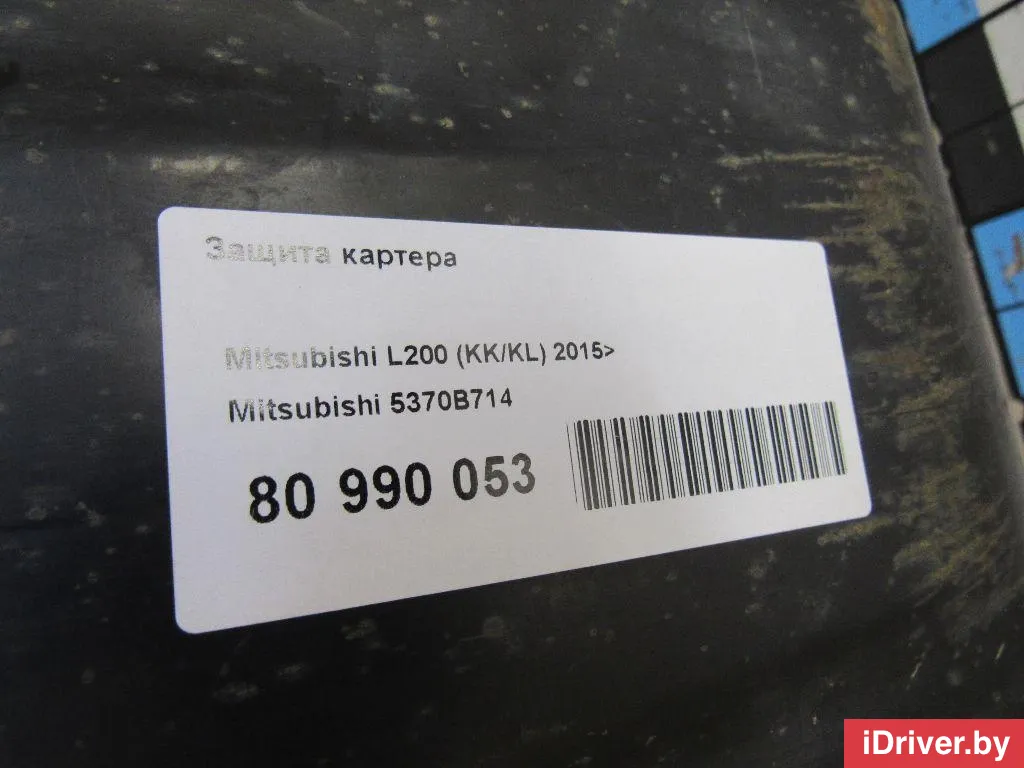 Защита картера
Mitsubishi L200 (KK/KL) 2015>
Mitsubishi 5370B714
80 990 053
iDriver.by